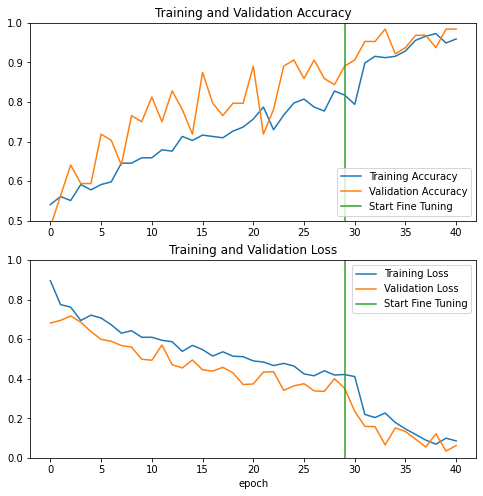 Training and Validation Accuracy
1.0
0.9
0.8
0.7
0.6
0.5
Training Accuracy
Validation Accuracy
Start Fine Tuning
0 5 10 15 20 25 30 35 40
Training and Validation Loss
1.0
0.8
0.6
0.4
0.2
0.0
Training Loss
Validation Loss
Start Fine Tuning
0 5 10 15 20 25 30 35 40
epoch